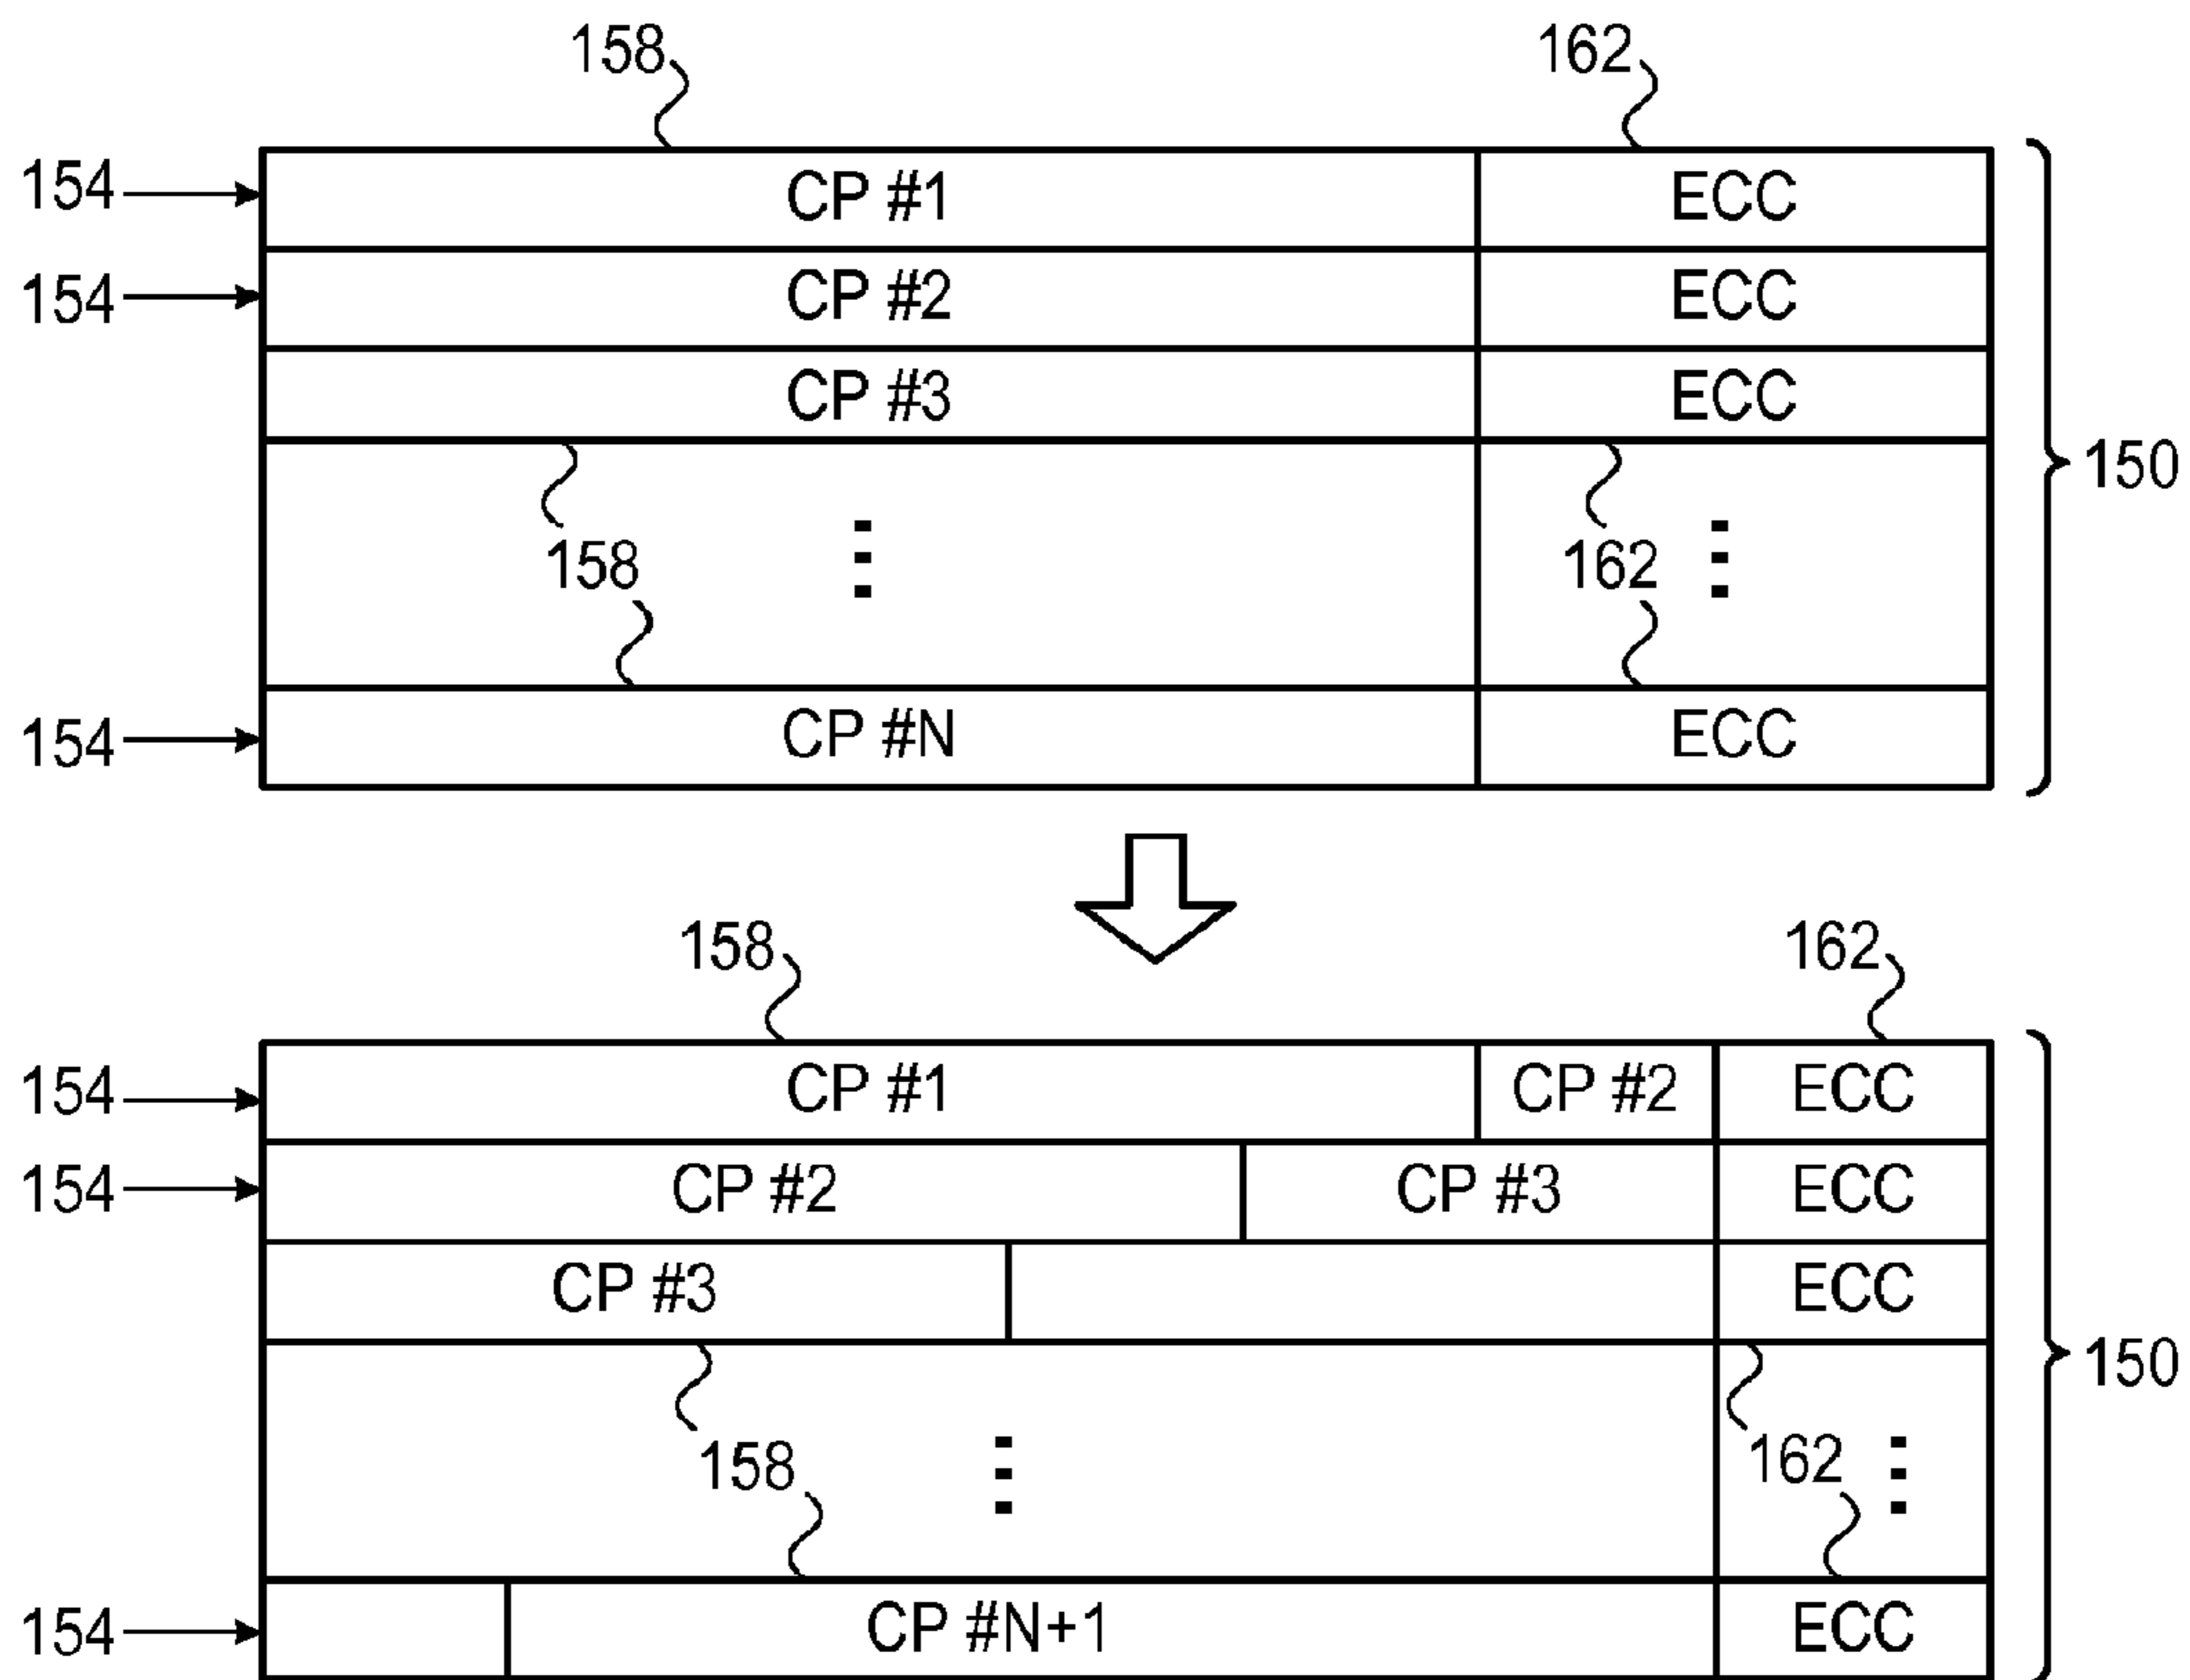 158 162
154 CP #1 ECC
154 CP #2 ECC
CP #3 ECC
150
158 162
154 CP #N ECC
158 162
154 CP #1 CP #2 ECC
154 CP #2 CP #3 ECC
CP #3 ECC
150
158 162
154 CP #N+1 ECC